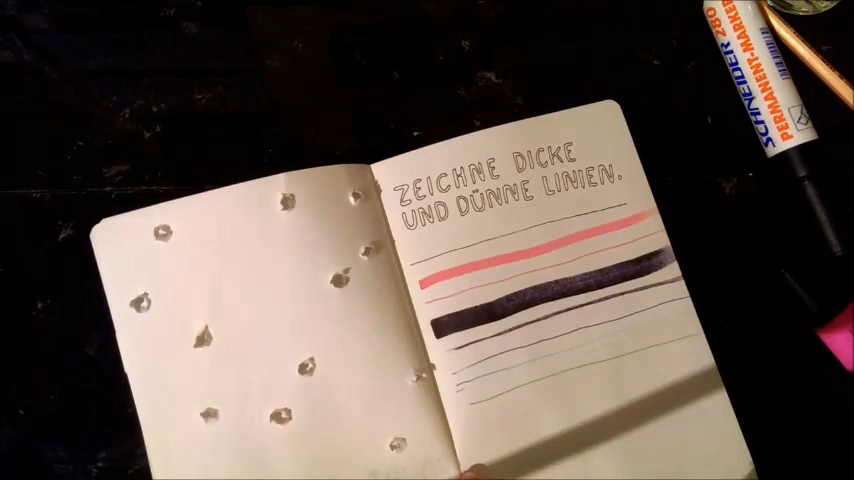 ZEICHNE DICKE
UND DÜNNE LINIEN.
SCHNEIDER 280
PERMANENT-MARKER